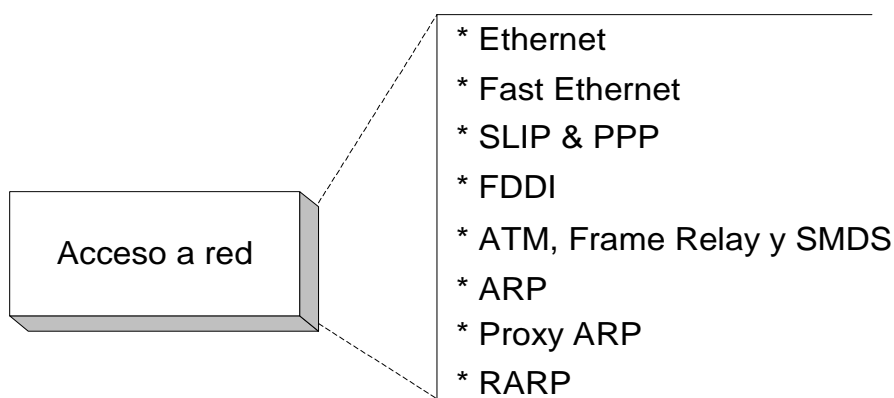 Acceso a red
* Ethernet
* Fast Ethernet
* SLIP & PPP
* FDDI
* ATM, Frame Relay y SMDS
* ARP
* Proxy ARP
* RARP